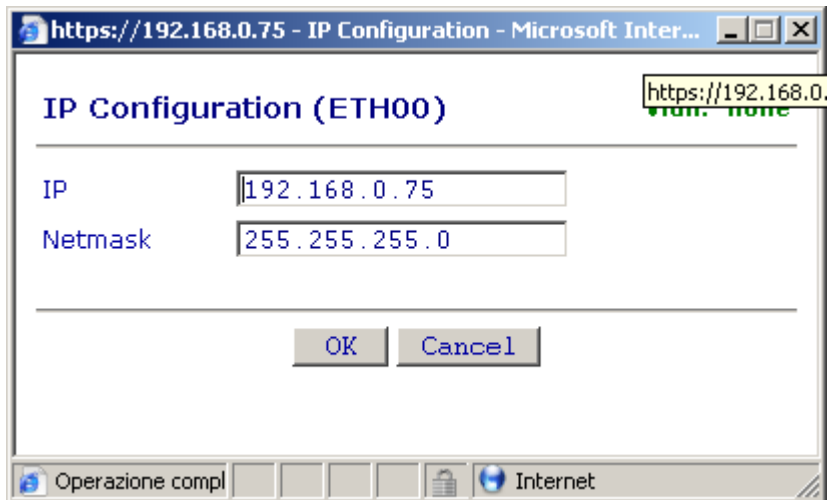 https://192.168.0.75 - IP Configuration - Microsoft Inter...
https://192.168.0.
IP Configuration (ETH00)
none
IP 192.168.0.75
Netmask 255.255.255.0
OK Cancel
Operazione compl Internet